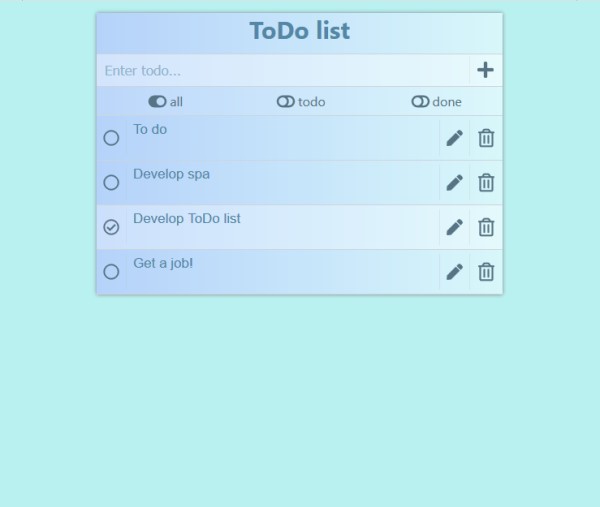 ToDo list
Enter todo...
all todo done
To do
Develop spa
Develop ToDo list
Get a job!